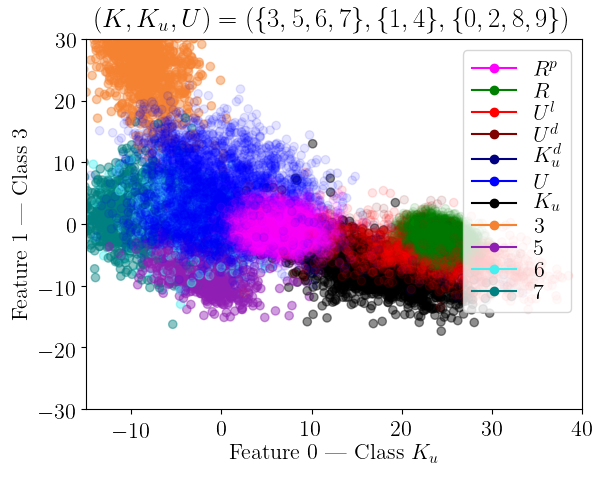 (K, K_u, U) = ({3, 5, 6, 7}, {1, 4}, {0, 2, 8, 9})
30
20
10
0
−10
−20
−30
Feature 1 — Class 3
R^p
R
U^l
U^d
K_u^d
U
K_u
3
5
6
7
−10
0
10
20
30
40
Feature 0 — Class K_u